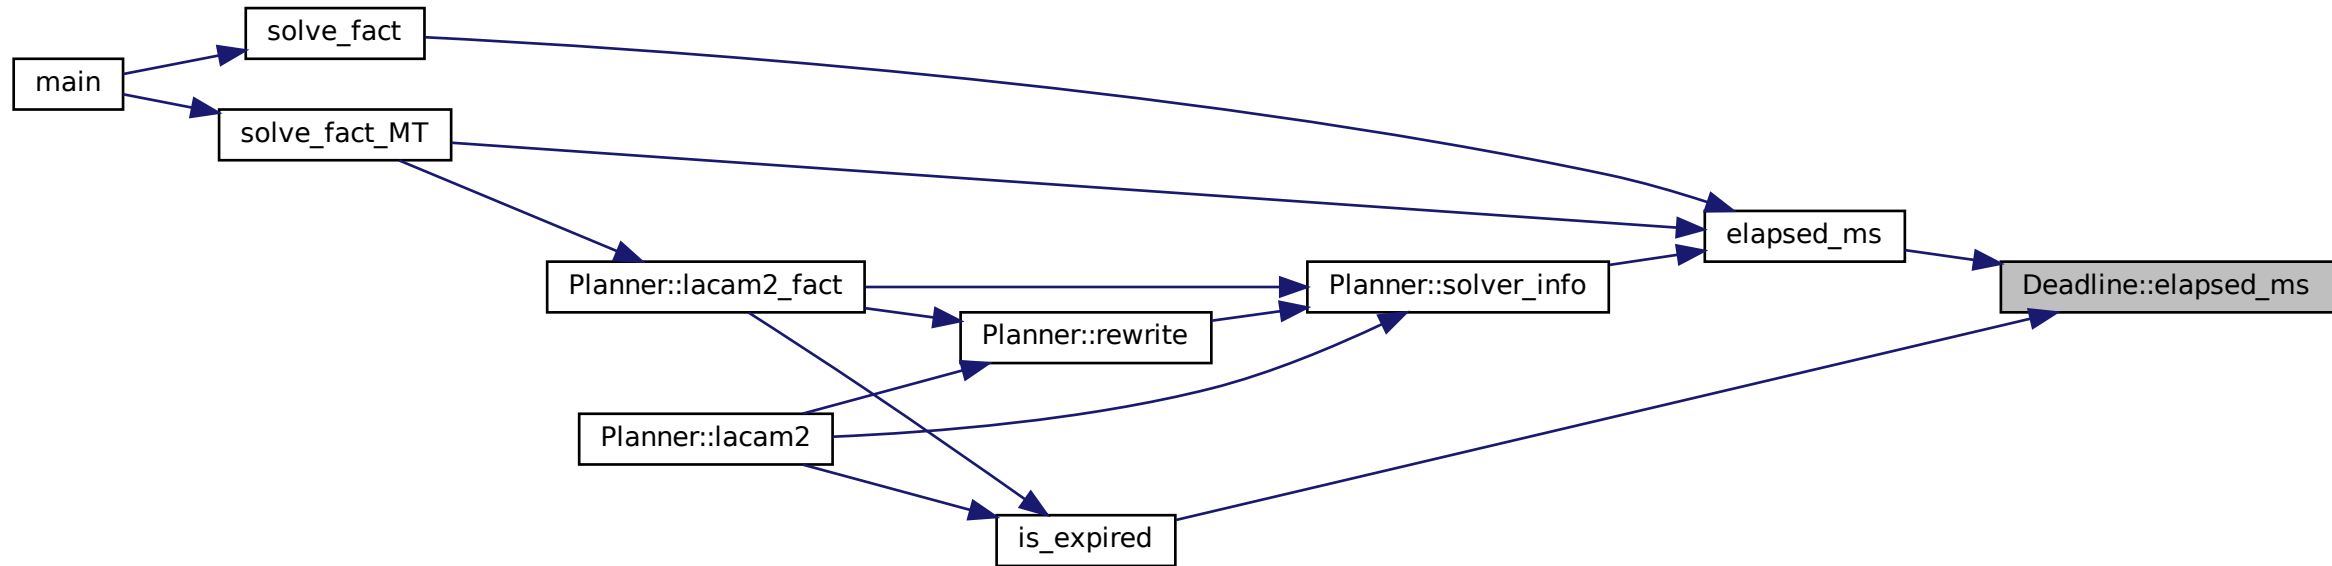 solve_fact
main
solve_fact_MT
elapsed_ms
Planner::lacam2_fact
Planner::solver_info
Deadline::elapsed_ms
Planner::rewrite
Planner::lacam2
is_expired